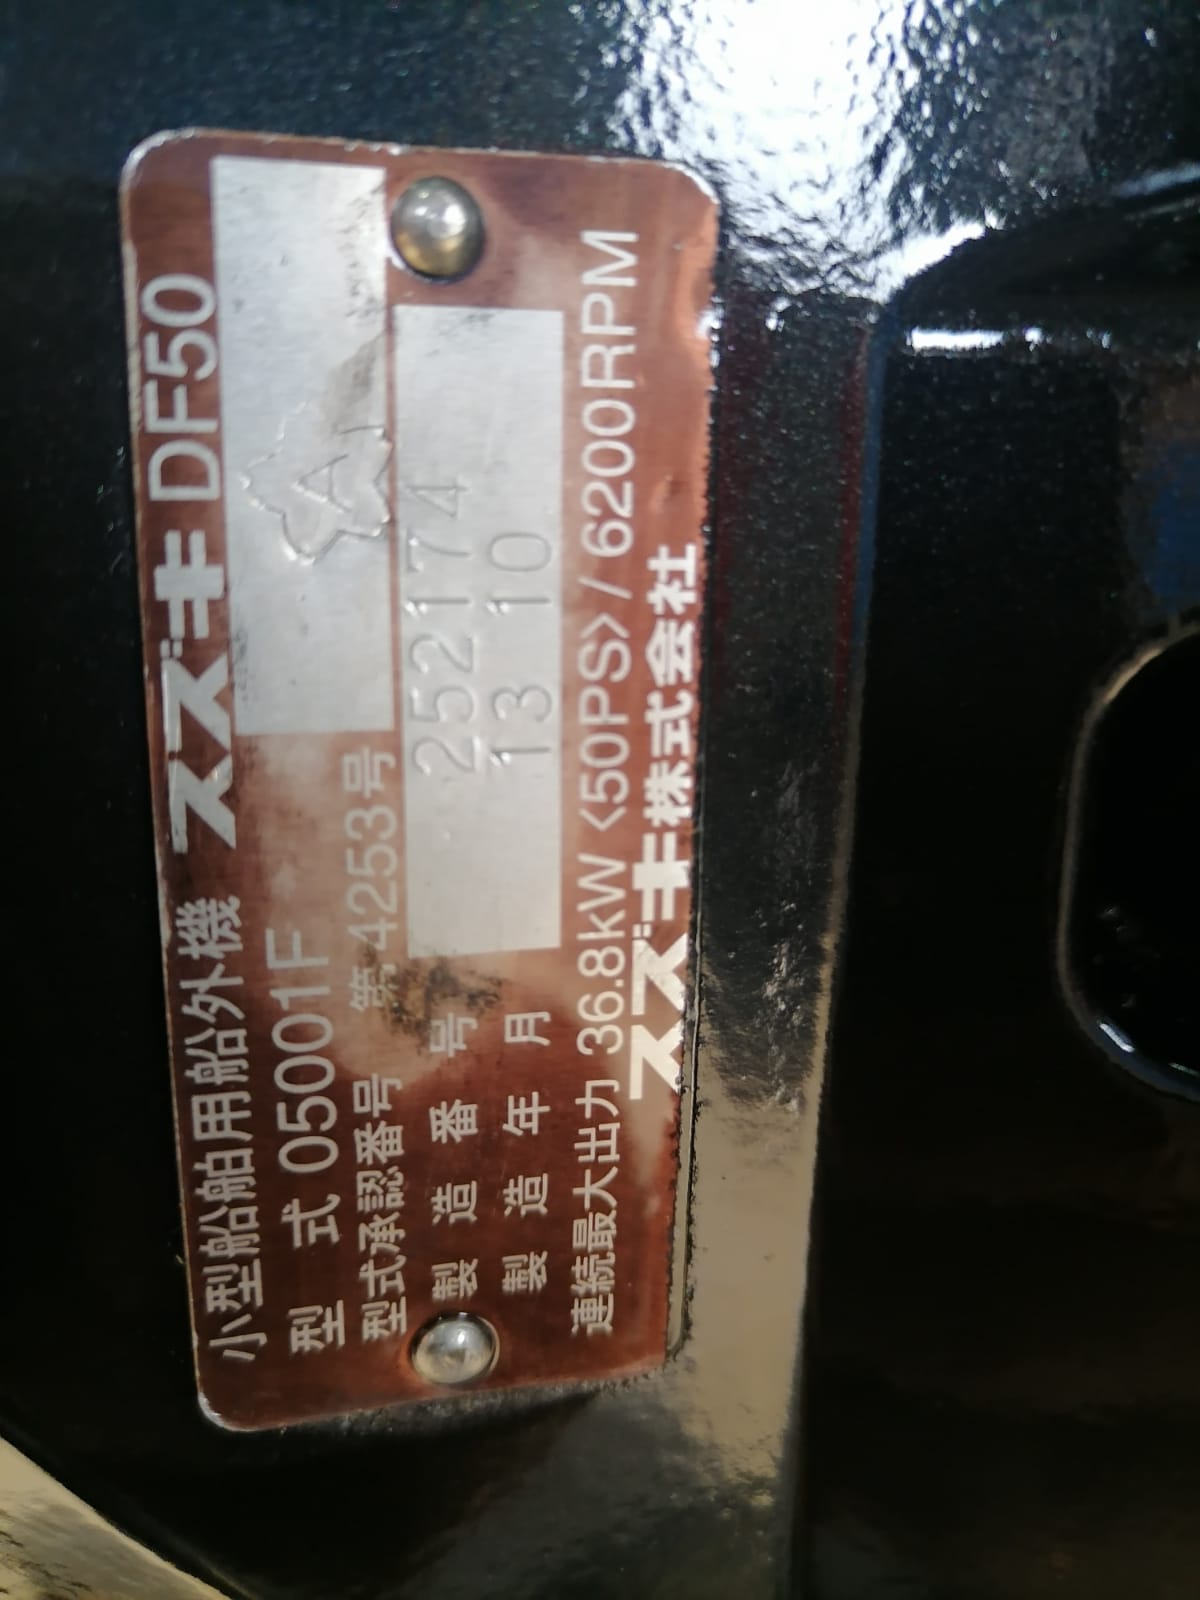 小型船舶用船外機 スズキ DF50
型式 05001F
型式承認番号 第4253号
製造番号 252174
製造年月 13 10
連続最大出力 36.8kW <50PS> / 6200RPM
スズキ株式会社